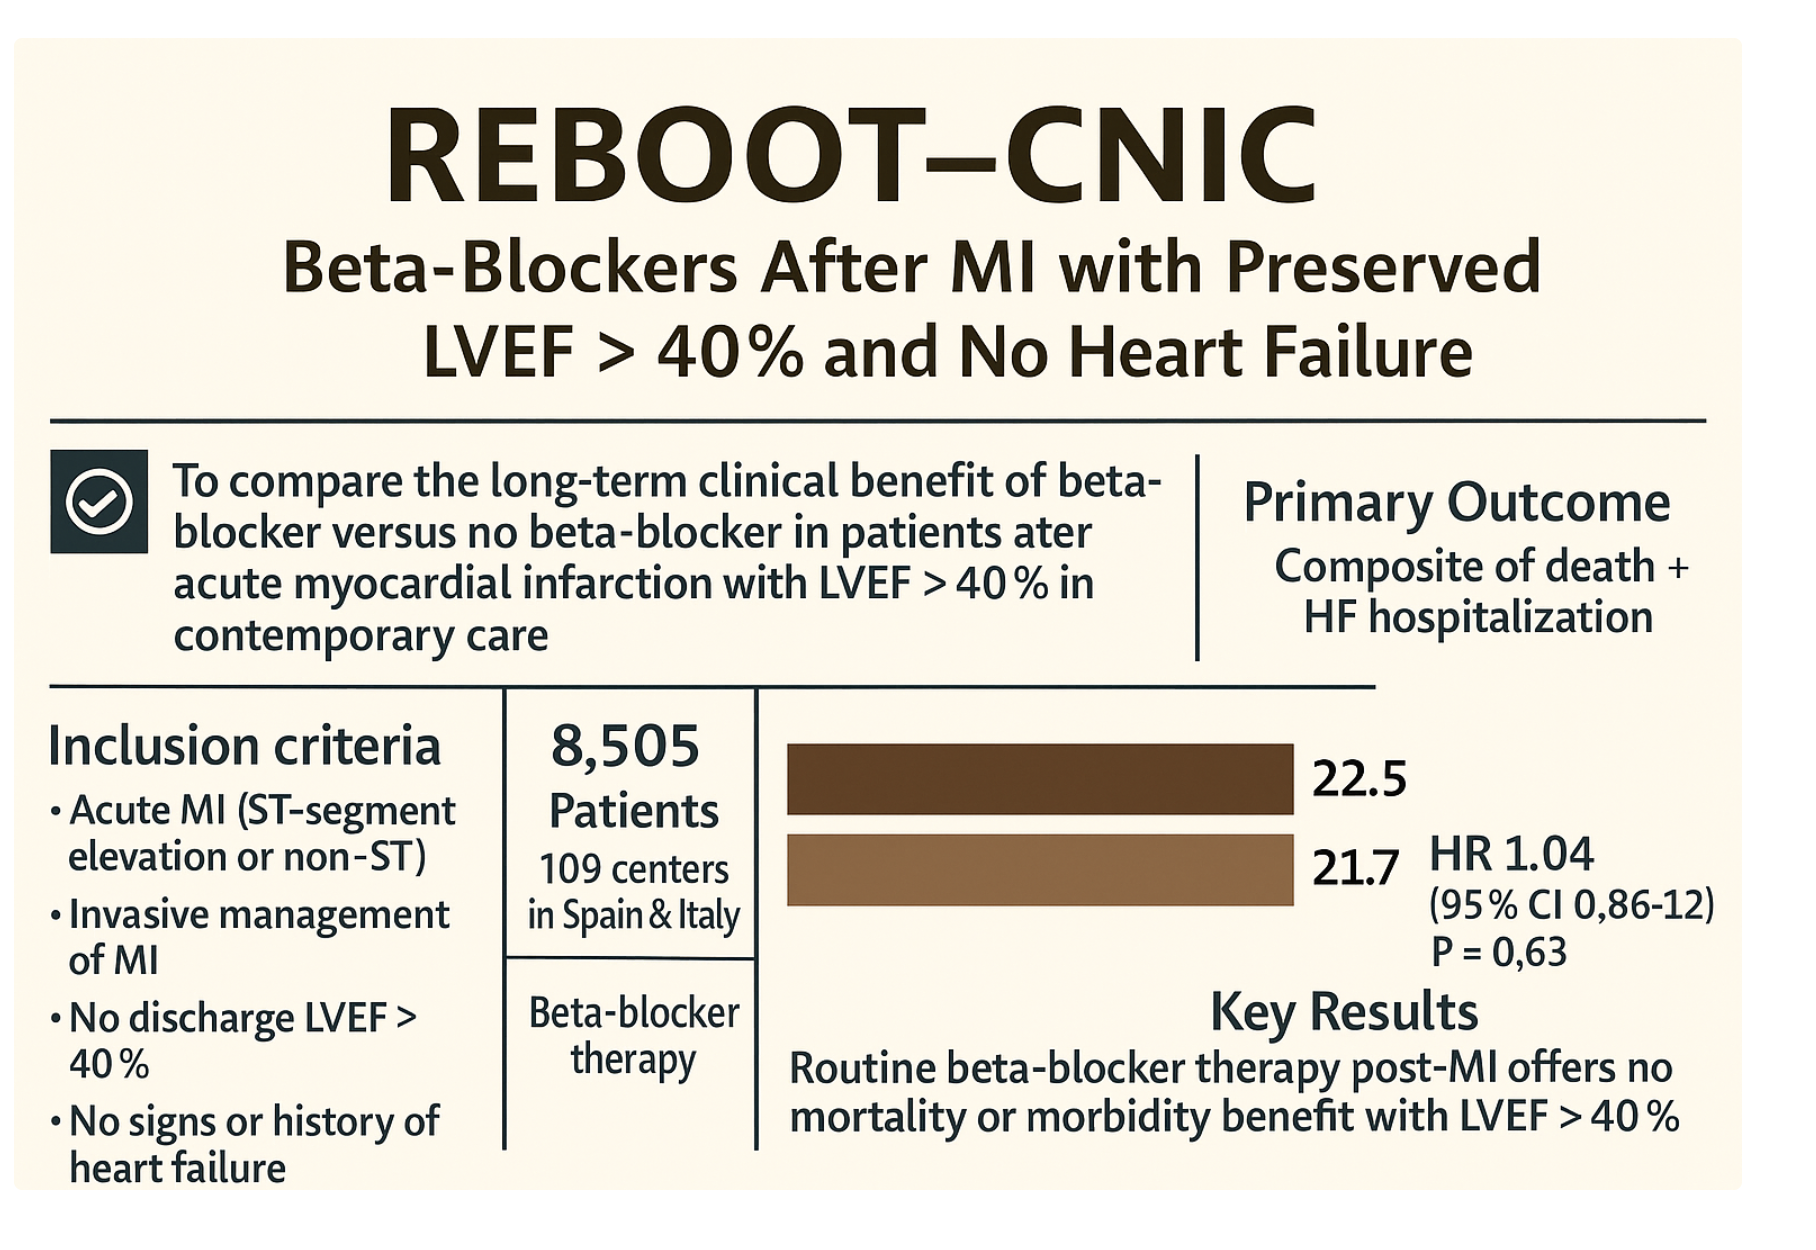 REBOOT–CNIC
Beta-Blockers After MI with Preserved
LVEF > 40% and No Heart Failure
To compare the long-term clinical benefit of beta-
blocker versus no beta-blocker in patients ater
acute myocardial infarction with LVEF > 40% in
contemporary care
Primary Outcome
Composite of death +
HF hospitalization
Inclusion criteria
• Acute MI (ST-segment
elevation or non-ST)
• Invasive management
of MI
• No discharge LVEF >
40%
• No signs or history of
heart failure
8,505
Patients
109 centers
in Spain & Italy
Beta-blocker
therapy
22.5
21.7
HR 1.04
(95% CI 0,86-12)
P = 0,63
Key Results
Routine beta-blocker therapy post-MI offers no
mortality or morbidity benefit with LVEF > 40%